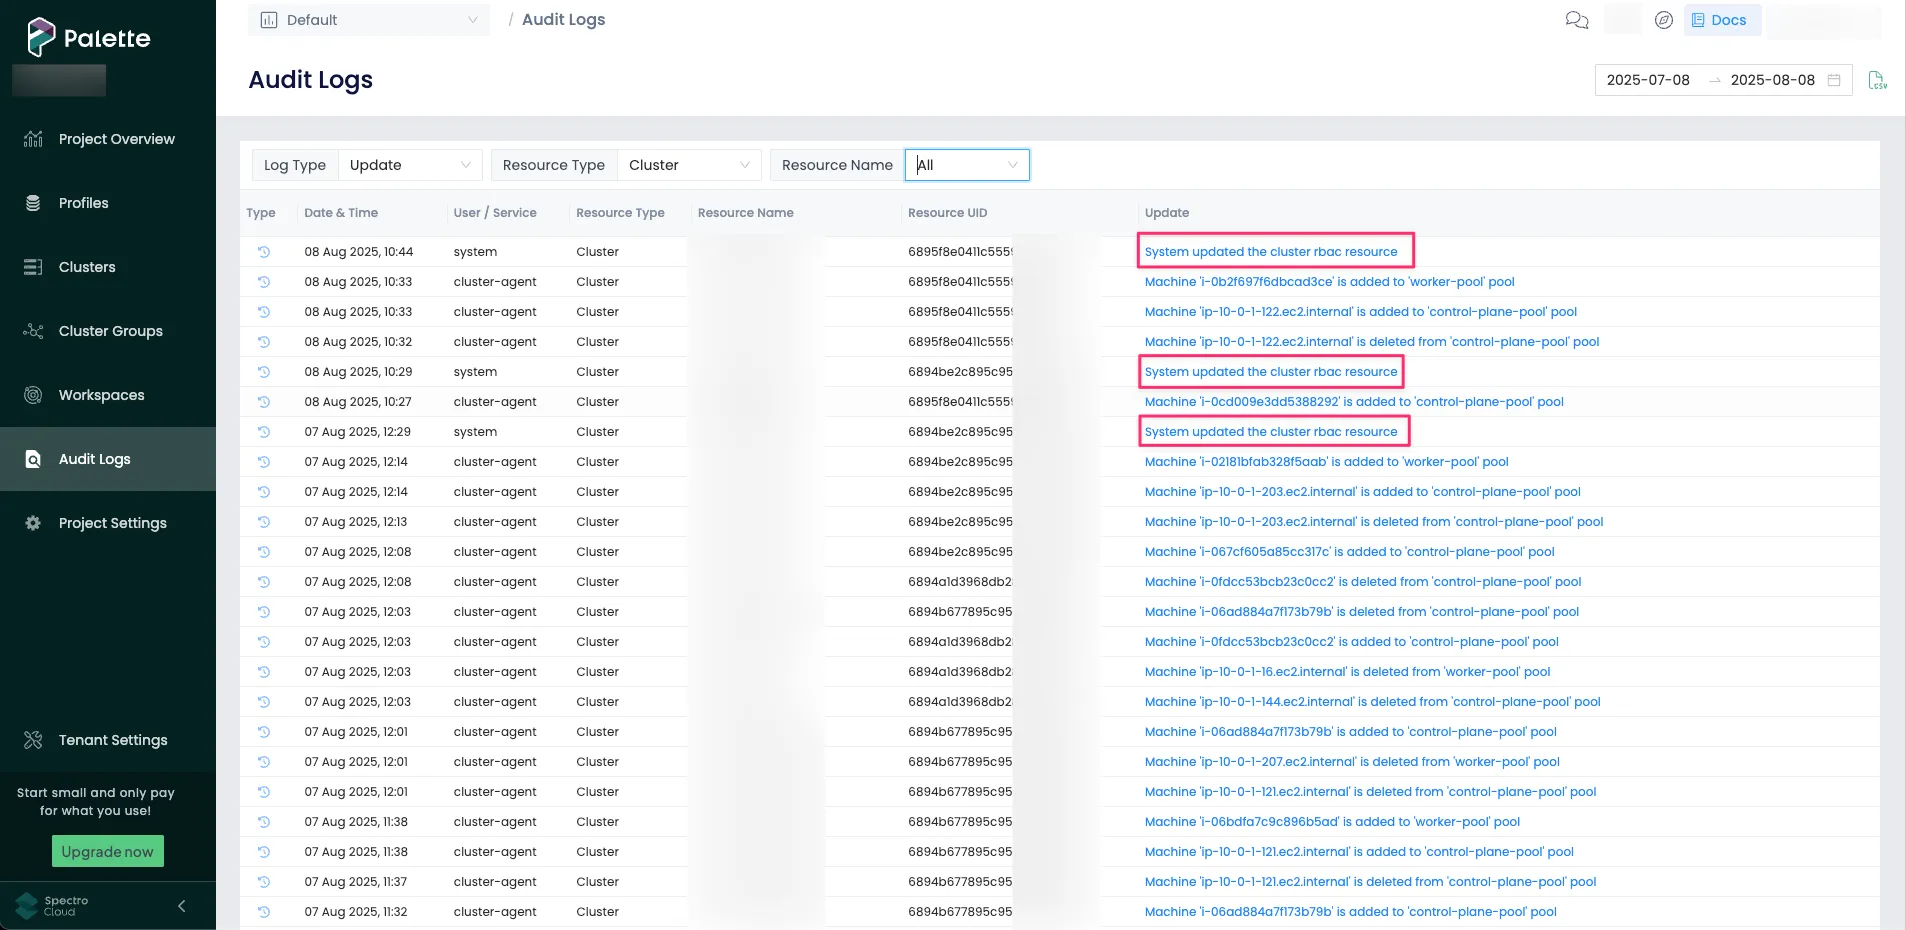 Palette
Default / Audit Logs
Docs
Audit Logs
2025-07-08 → 2025-08-08
CSV
Project Overview
Profiles
Clusters
Cluster Groups
Workspaces
Audit Logs
Project Settings
Tenant Settings
Start small and only pay
for what you use!
Upgrade now
Spectro
Cloud
Log Type Update Resource Type Cluster Resource Name All
Type Date & Time User / Service Resource Type Resource Name Resource UID Update
08 Aug 2025, 10:44 system Cluster 6895f8e0411c5559 System updated the cluster rbac resource
08 Aug 2025, 10:33 cluster-agent Cluster 6895f8e0411c5559 Machine 'i-0b2f697f6dbcad3ce' is added to 'worker-pool' pool
08 Aug 2025, 10:33 cluster-agent Cluster 6895f8e0411c5559 Machine 'ip-10-0-1-122.ec2.internal' is added to 'control-plane-pool' pool
08 Aug 2025, 10:32 cluster-agent Cluster 6895f8e0411c5559 Machine 'ip-10-0-1-122.ec2.internal' is deleted from 'control-plane-pool' pool
08 Aug 2025, 10:29 system Cluster 6894be2c895c95 System updated the cluster rbac resource
08 Aug 2025, 10:27 cluster-agent Cluster 6895f8e0411c5559 Machine 'i-0cd009e3dd5388292' is added to 'control-plane-pool' pool
07 Aug 2025, 12:29 system Cluster 6894be2c895c95 System updated the cluster rbac resource
07 Aug 2025, 12:14 cluster-agent Cluster 6894be2c895c95 Machine 'i-02181bfab328f5aab' is added to 'worker-pool' pool
07 Aug 2025, 12:14 cluster-agent Cluster 6894be2c895c95 Machine 'ip-10-0-1-203.ec2.internal' is added to 'control-plane-pool' pool
07 Aug 2025, 12:13 cluster-agent Cluster 6894be2c895c95 Machine 'ip-10-0-1-203.ec2.internal' is deleted from 'control-plane-pool' pool
07 Aug 2025, 12:08 cluster-agent Cluster 6894be2c895c95 Machine 'i-067cf605a85cc317c' is added to 'control-plane-pool' pool
07 Aug 2025, 12:08 cluster-agent Cluster 6894a1d3968db2 Machine 'i-0fdcc53bcb23c0cc2' is deleted from 'control-plane-pool' pool
07 Aug 2025, 12:03 cluster-agent Cluster 6894b677895c95 Machine 'i-06ad884a7f173b79b' is deleted from 'control-plane-pool' pool
07 Aug 2025, 12:03 cluster-agent Cluster 6894a1d3968db2 Machine 'i-0fdcc53bcb23c0cc2' is added to 'control-plane-pool' pool
07 Aug 2025, 12:03 cluster-agent Cluster 6894a1d3968db2 Machine 'ip-10-0-1-16.ec2.internal' is deleted from 'worker-pool' pool
07 Aug 2025, 12:03 cluster-agent Cluster 6894a1d3968db2 Machine 'ip-10-0-1-144.ec2.internal' is deleted from 'control-plane-pool' pool
07 Aug 2025, 12:01 cluster-agent Cluster 6894b677895c95 Machine 'i-06ad884a7f173b79b' is added to 'control-plane-pool' pool
07 Aug 2025, 12:01 cluster-agent Cluster 6894b677895c95 Machine 'ip-10-0-1-207.ec2.internal' is deleted from 'worker-pool' pool
07 Aug 2025, 12:01 cluster-agent Cluster 6894b677895c95 Machine 'ip-10-0-1-121.ec2.internal' is deleted from 'control-plane-pool' pool
07 Aug 2025, 11:38 cluster-agent Cluster 6894b677895c95 Machine 'i-06bdfa7c9c896b5ad' is added to 'worker-pool' pool
07 Aug 2025, 11:38 cluster-agent Cluster 6894b677895c95 Machine 'ip-10-0-1-121.ec2.internal' is added to 'control-plane-pool' pool
07 Aug 2025, 11:37 cluster-agent Cluster 6894b677895c95 Machine 'ip-10-0-1-121.ec2.internal' is deleted from 'control-plane-pool' pool
07 Aug 2025, 11:32 cluster-agent Cluster 6894b677895c95 Machine 'i-06ad884a7f173b79b' is added to 'control-plane-pool' pool